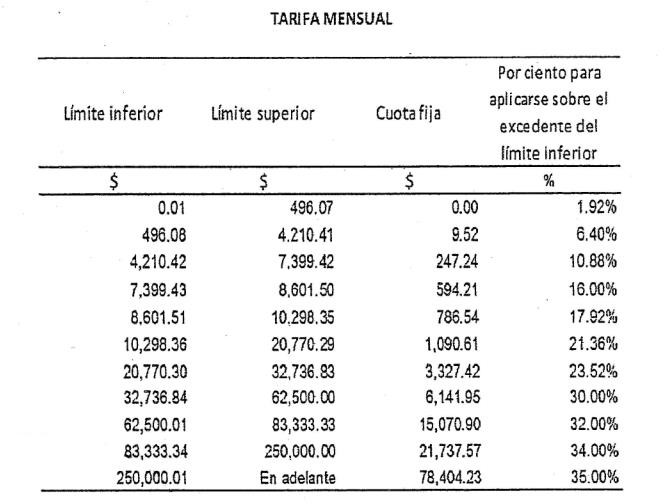 TARIFA MENSUAL
Límite inferior Límite superior Cuota fija Por ciento para aplicarse sobre el excedente del límite inferior
$ $ $ %
0.01 496.07 0.00 1.92%
496.08 4.210.41 9.52 6.40%
4,210.42 7,399.42 247.24 10.88%
7,399.43 8,601.50 594.21 16.00%
8,601.51 10.298.35 786.54 17.92%
10,298.36 20,770.29 1,090.61 21.36%
20,770.30 32,736.83 3,327.42 23.52%
32,736.84 62,500.00 6,141.95 30.00%
62,500.01 83,333.33 15,070.90 32.00%
83,333.34 250,000.00 21,737.57 34.00%
250,000.01 En adelante 78,404.23 35.00%